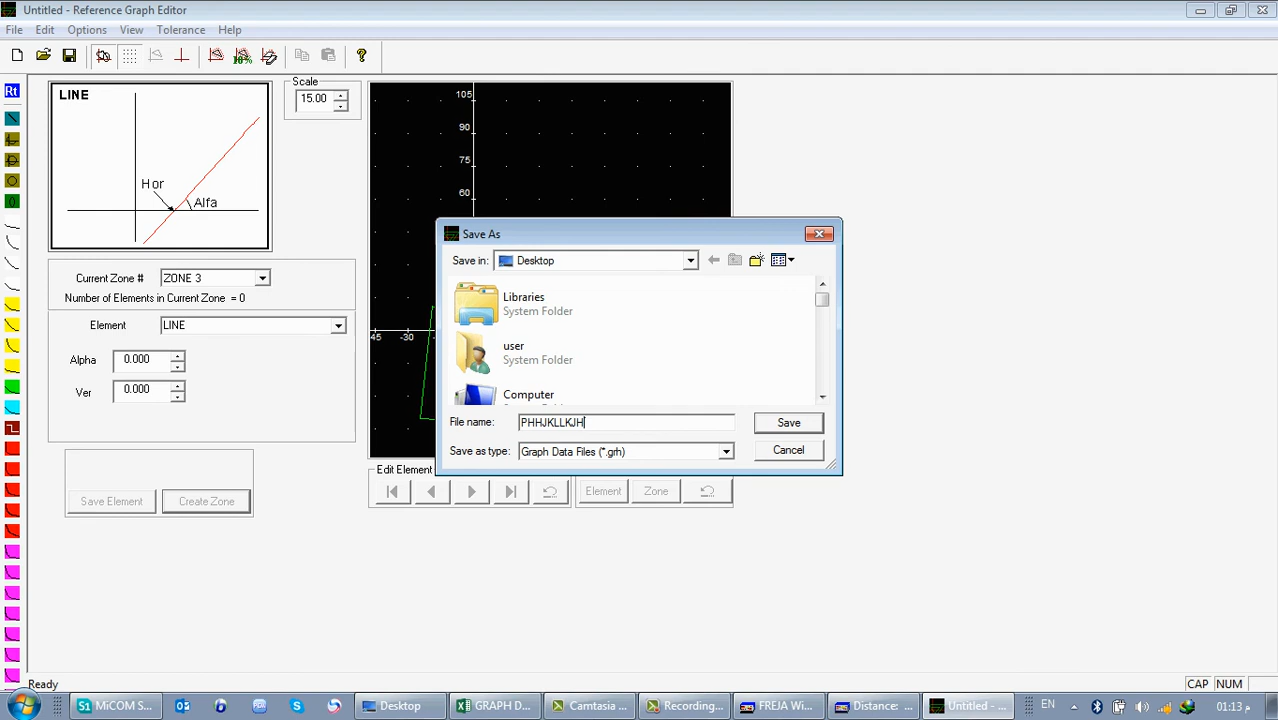 Untitled - Reference Graph Editor
File Edit Options View Tolerance Help
10%
Rt
LINE
Hor
Alfa
Scale
15.00
105
90
75
60
45 -30
Current Zone # ZONE 3
Number of Elements in Current Zone = 0
Element LINE
Alpha 0.000
Ver 0.000
Save Element Create Zone
Save As
Save in: Desktop
Libraries
System Folder
user
System Folder
Computer
File name: PHHJKLLKJH Save
Save as type: Graph Data Files (*.grh) Cancel
Edit Element
Element Zone
Ready CAP NUM
MiCOM S... Desktop GRAPH D... Camtasia ... Recording... FREJA Wi... Distance: ... Untitled - ... EN 01:13 م